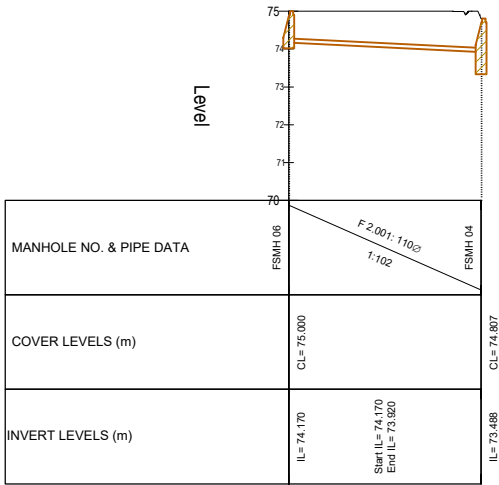 75
74
73
72
71
70
Level
MANHOLE NO. & PIPE DATA
FSMH 06
F 2.001: 110∅
1:102
FSMH 04
COVER LEVELS (m)
CL= 75.000
CL= 74.807
INVERT LEVELS (m)
IL= 74.170
Start IL= 74.170
End IL= 73.920
IL= 73.488